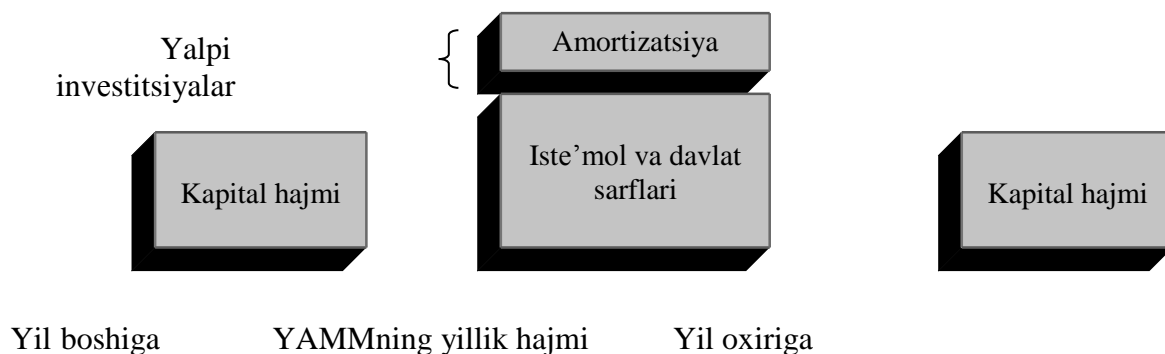 Yalpi
investitsiyalar
Amortizatsiya
Kapital hajmi
Iste’mol va davlat
sarflari
Kapital hajmi
Yil boshiga YAMMning yillik hajmi Yil oxiriga